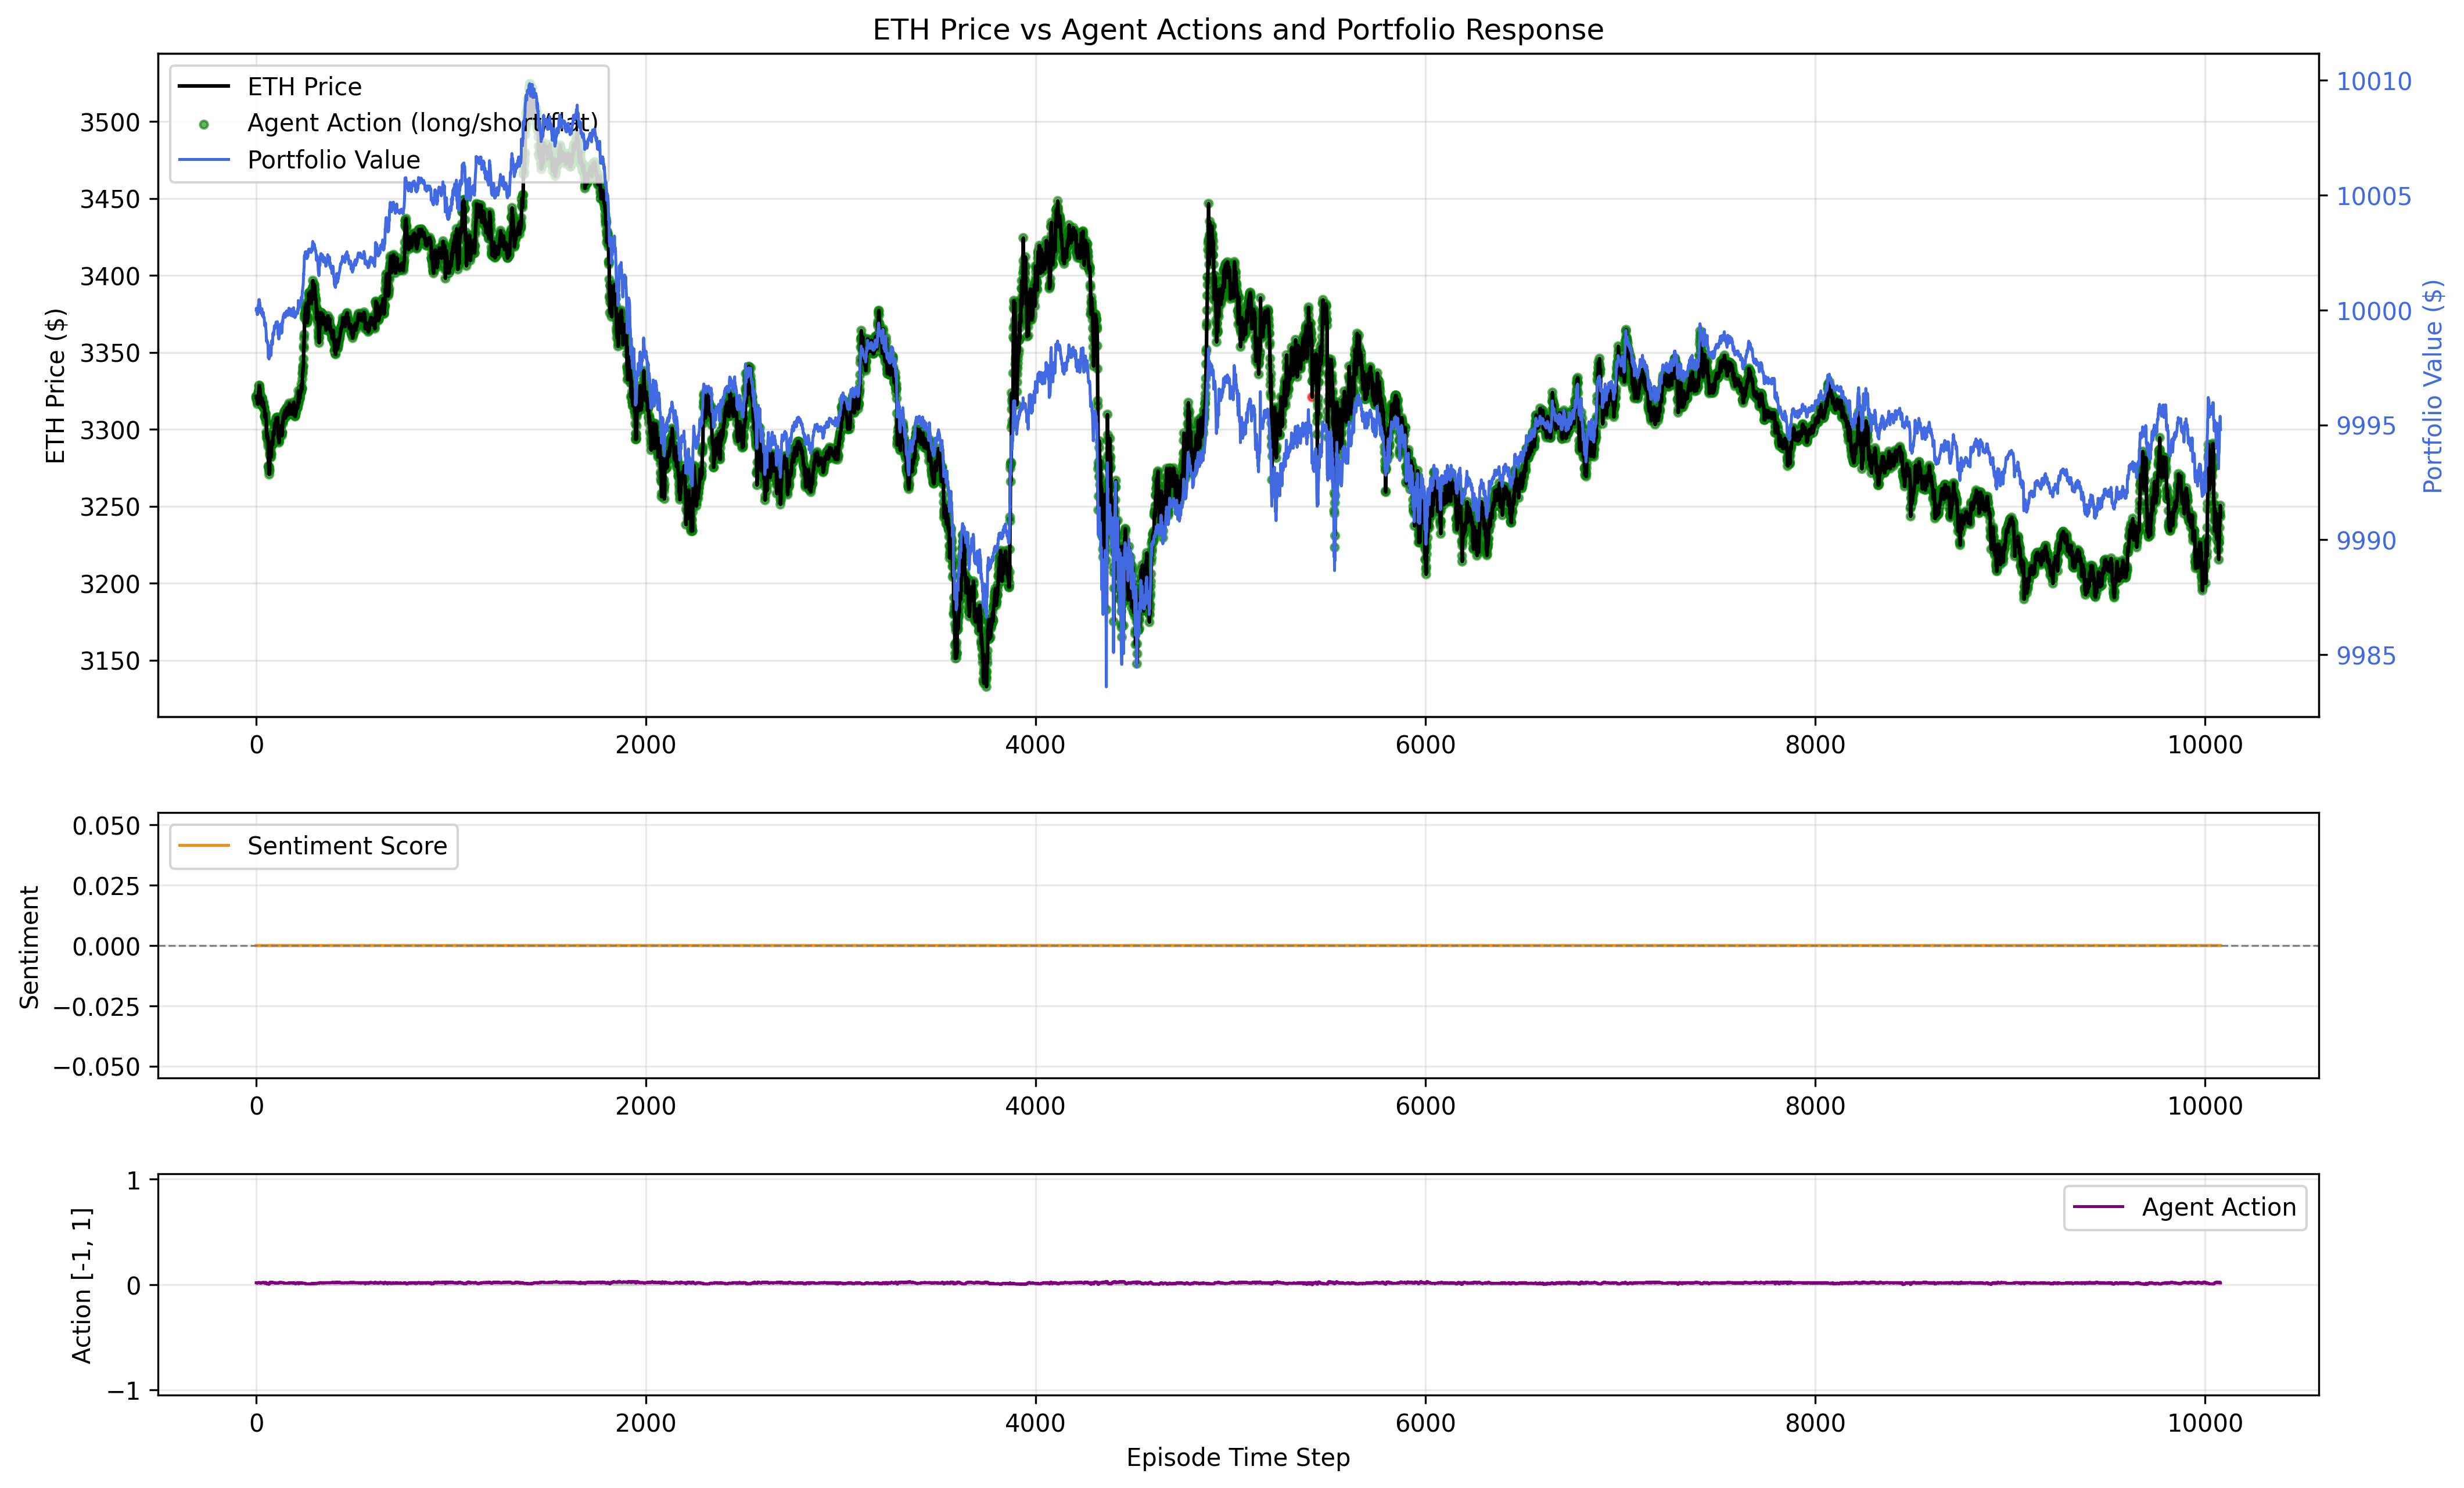 ETH Price vs Agent Actions and Portfolio Response
ETH Price
Agent Action (long/short/flat)
Portfolio Value
ETH Price ($)
3500
3450
3400
3350
3300
3250
3200
3150
Portfolio Value ($)
10010
10005
10000
9995
9990
9985
0 2000 4000 6000 8000 10000
Sentiment Score
Sentiment
0.050
0.025
0.000
−0.025
−0.050
0 2000 4000 6000 8000 10000
Agent Action
Action [-1, 1]
1
0
−1
0 2000 4000 6000 8000 10000
Episode Time Step